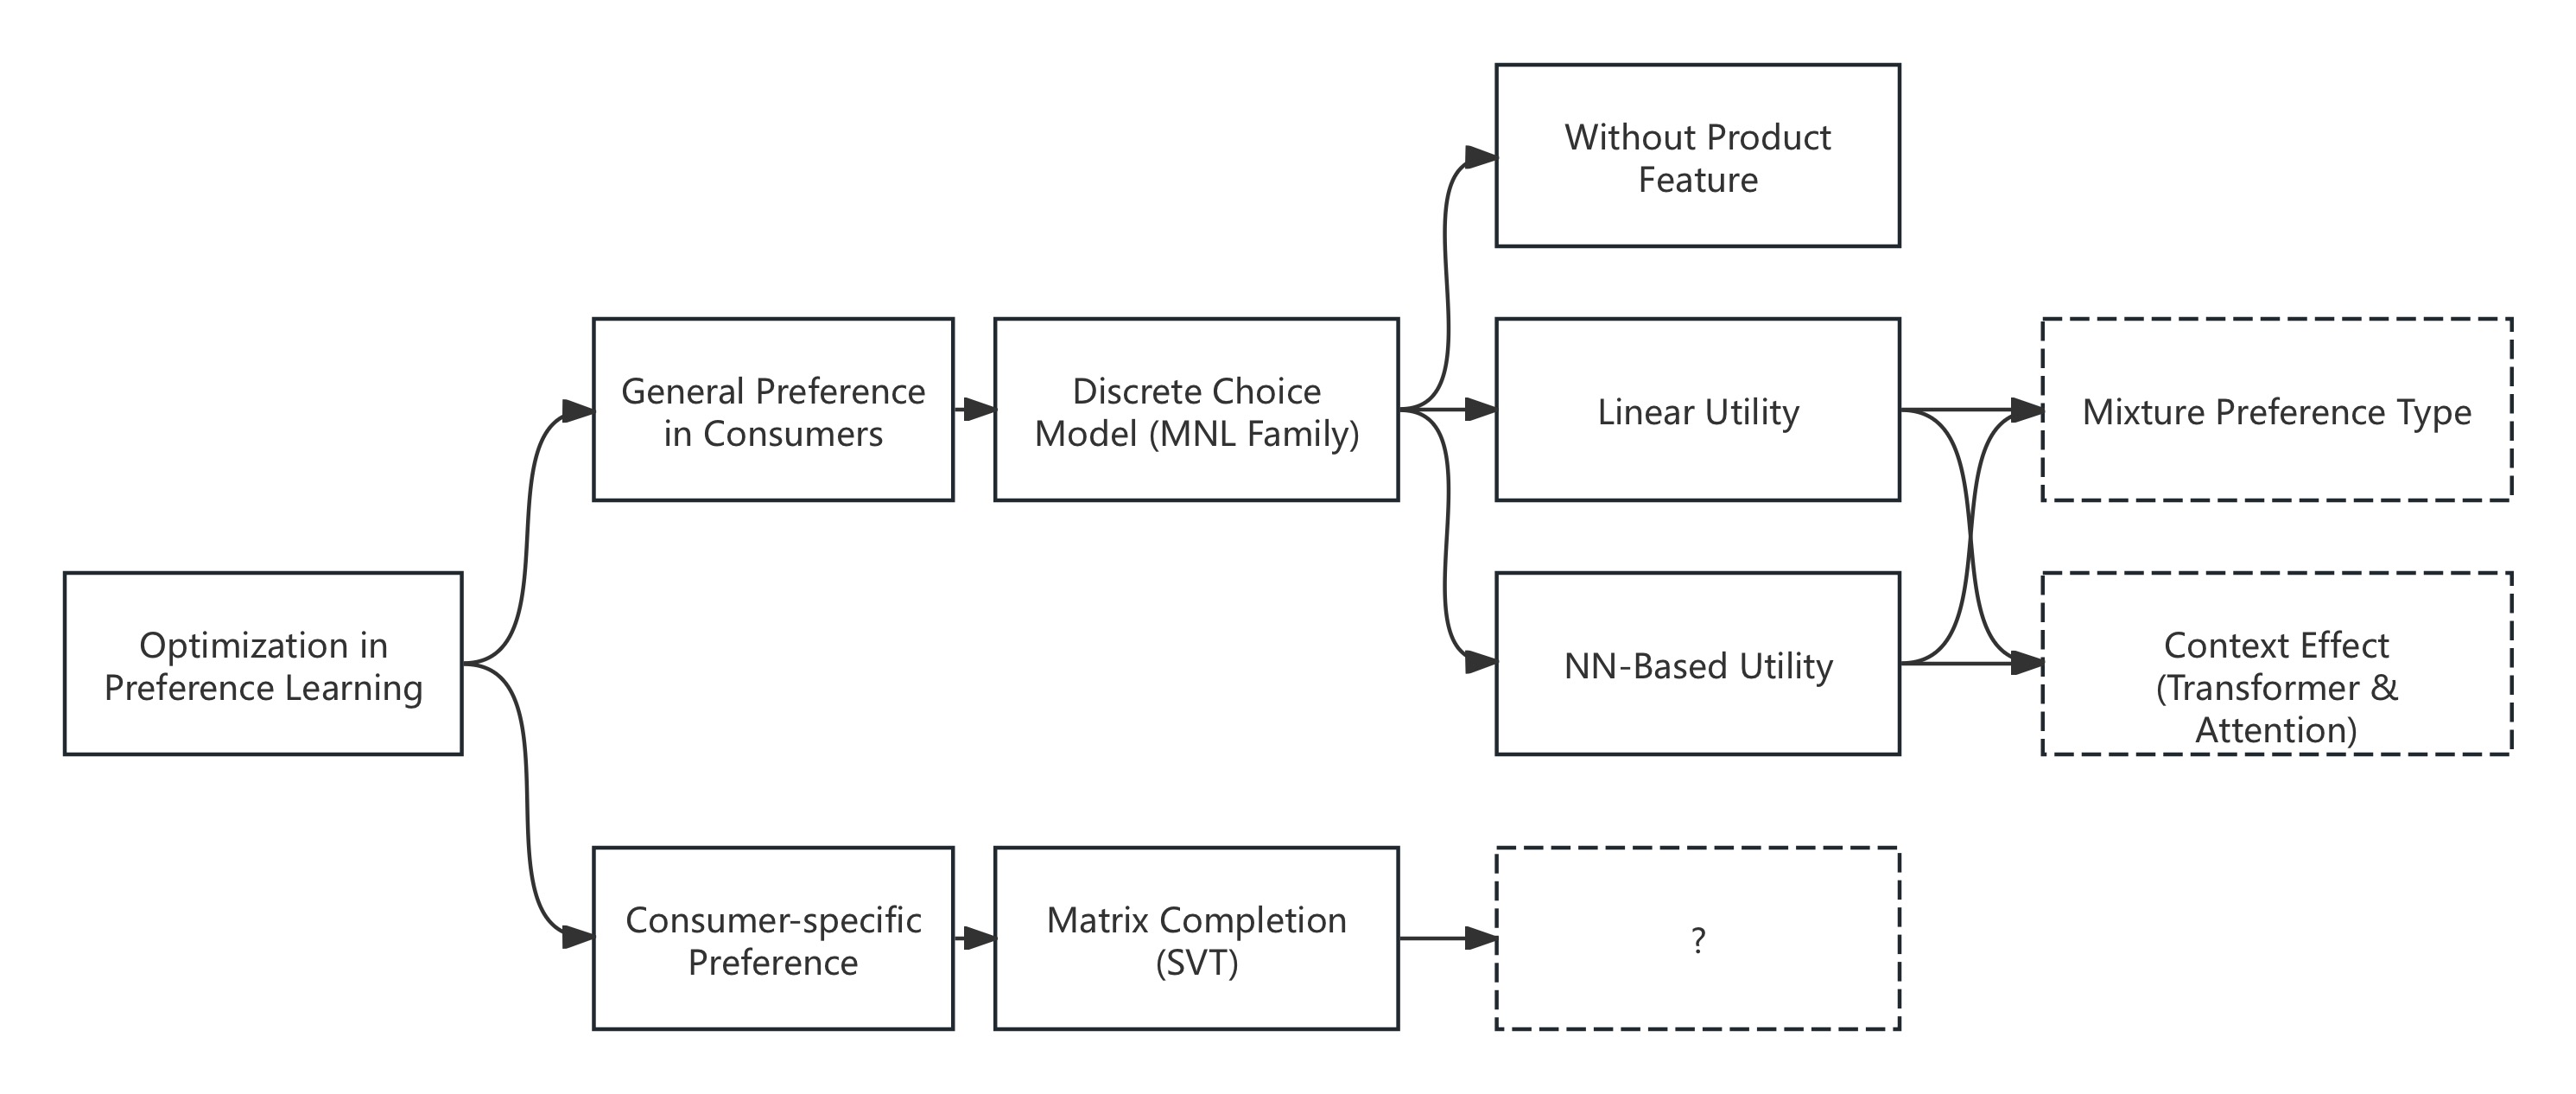 Without Product
Feature
General Preference
in Consumers
Discrete Choice
Model (MNL Family)
Linear Utility
Mixture Preference Type
Optimization in
Preference Learning
NN-Based Utility
Context Effect
(Transformer &
Attention)
Consumer-specific
Preference
Matrix Completion
(SVT)
?